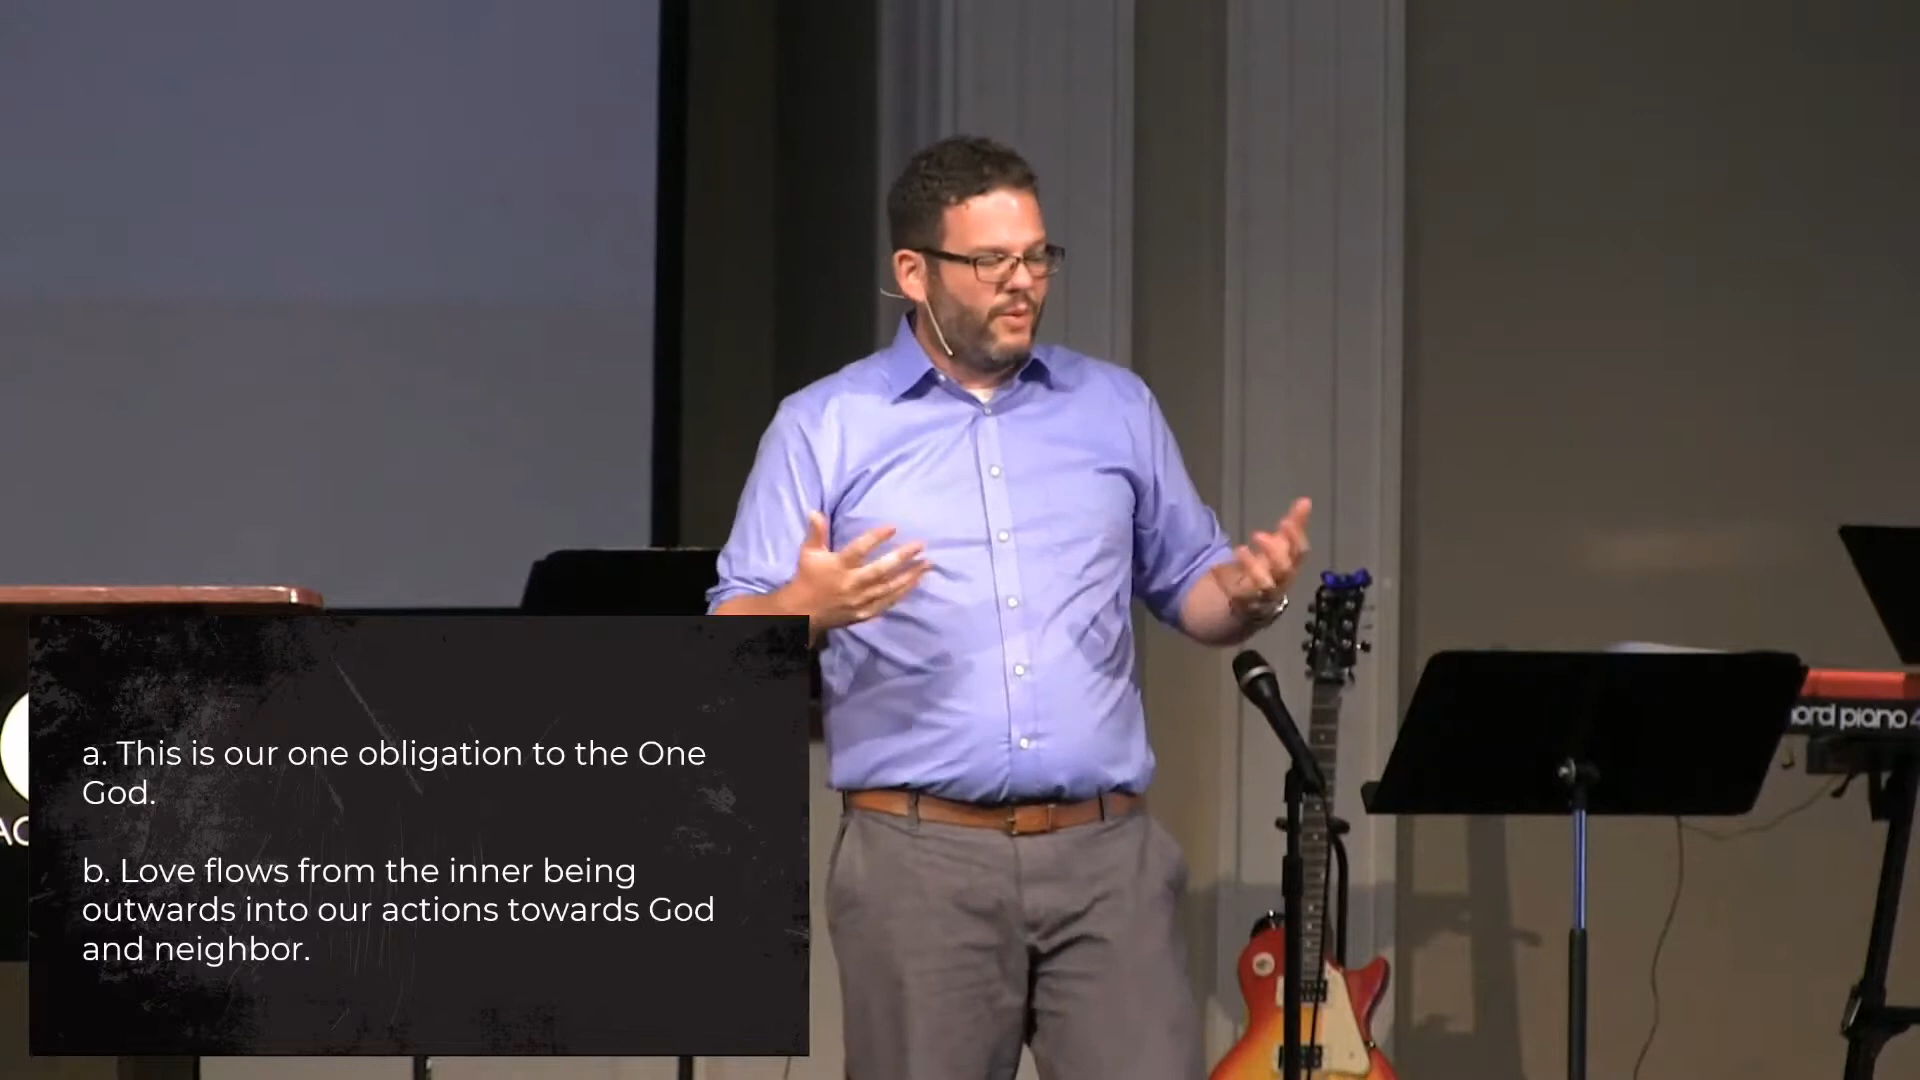 a. This is our one obligation to the One
God.
b. Love flows from the inner being
outwards into our actions towards God
and neighbor.
piano